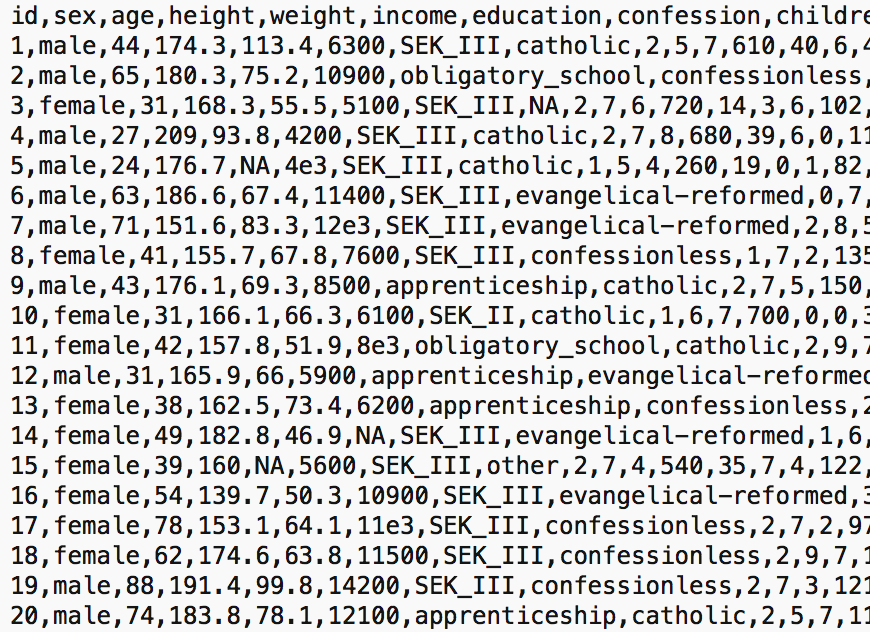 id,sex,age,height,weight,income,education,confession,childre
1,male,44,174.3,113.4,6300,SEK_III,catholic,2,5,7,610,40,6,4
2,male,65,180.3,75.2,10900,obligatory_school,confessionless,
3,female,31,168.3,55.5,5100,SEK_III,NA,2,7,6,720,14,3,6,102,
4,male,27,209,93.8,4200,SEK_III,catholic,2,7,8,680,39,6,0,11
5,male,24,176.7,NA,4e3,SEK_III,catholic,1,5,4,260,19,0,1,82,
6,male,63,186.6,67.4,11400,SEK_III,evangelical-reformed,0,7,
7,male,71,151.6,83.3,12e3,SEK_III,evangelical-reformed,2,8,5
8,female,41,155.7,67.8,7600,SEK_III,confessionless,1,7,2,135
9,male,43,176.1,69.3,8500,apprenticeship,catholic,2,7,5,150,
10,female,31,166.1,66.3,6100,SEK_II,catholic,1,6,7,700,0,0,3
11,female,42,157.8,51.9,8e3,obligatory_school,catholic,2,9,7
12,male,31,165.9,66,5900,apprenticeship,evangelical-reformed
13,female,38,162.5,73.4,6200,apprenticeship,confessionless,2
14,female,49,182.8,46.9,NA,SEK_III,evangelical-reformed,1,6,
15,female,39,160,NA,5600,SEK_III,other,2,7,4,540,35,7,4,122,
16,female,54,139.7,50.3,10900,SEK_III,evangelical-reformed,3
17,female,78,153.1,64.1,11e3,SEK_III,confessionless,2,7,2,97
18,female,62,174.6,63.8,11500,SEK_III,confessionless,2,9,7,1
19,male,88,191.4,99.8,14200,SEK_III,confessionless,2,7,3,121
20,male,74,183.8,78.1,12100,apprenticeship,catholic,2,5,7,11